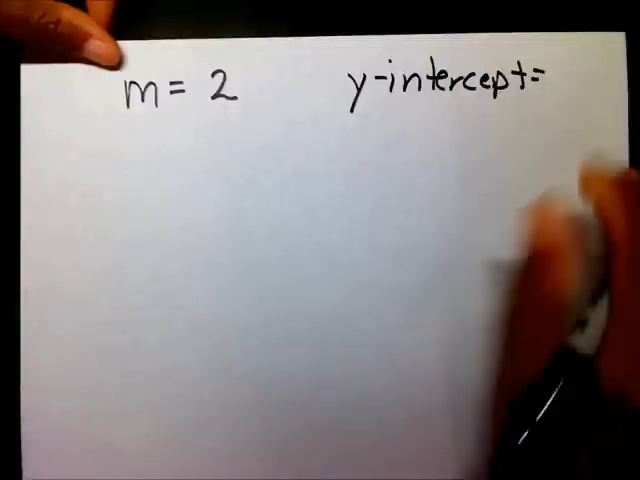 m = 2 y-intercept=